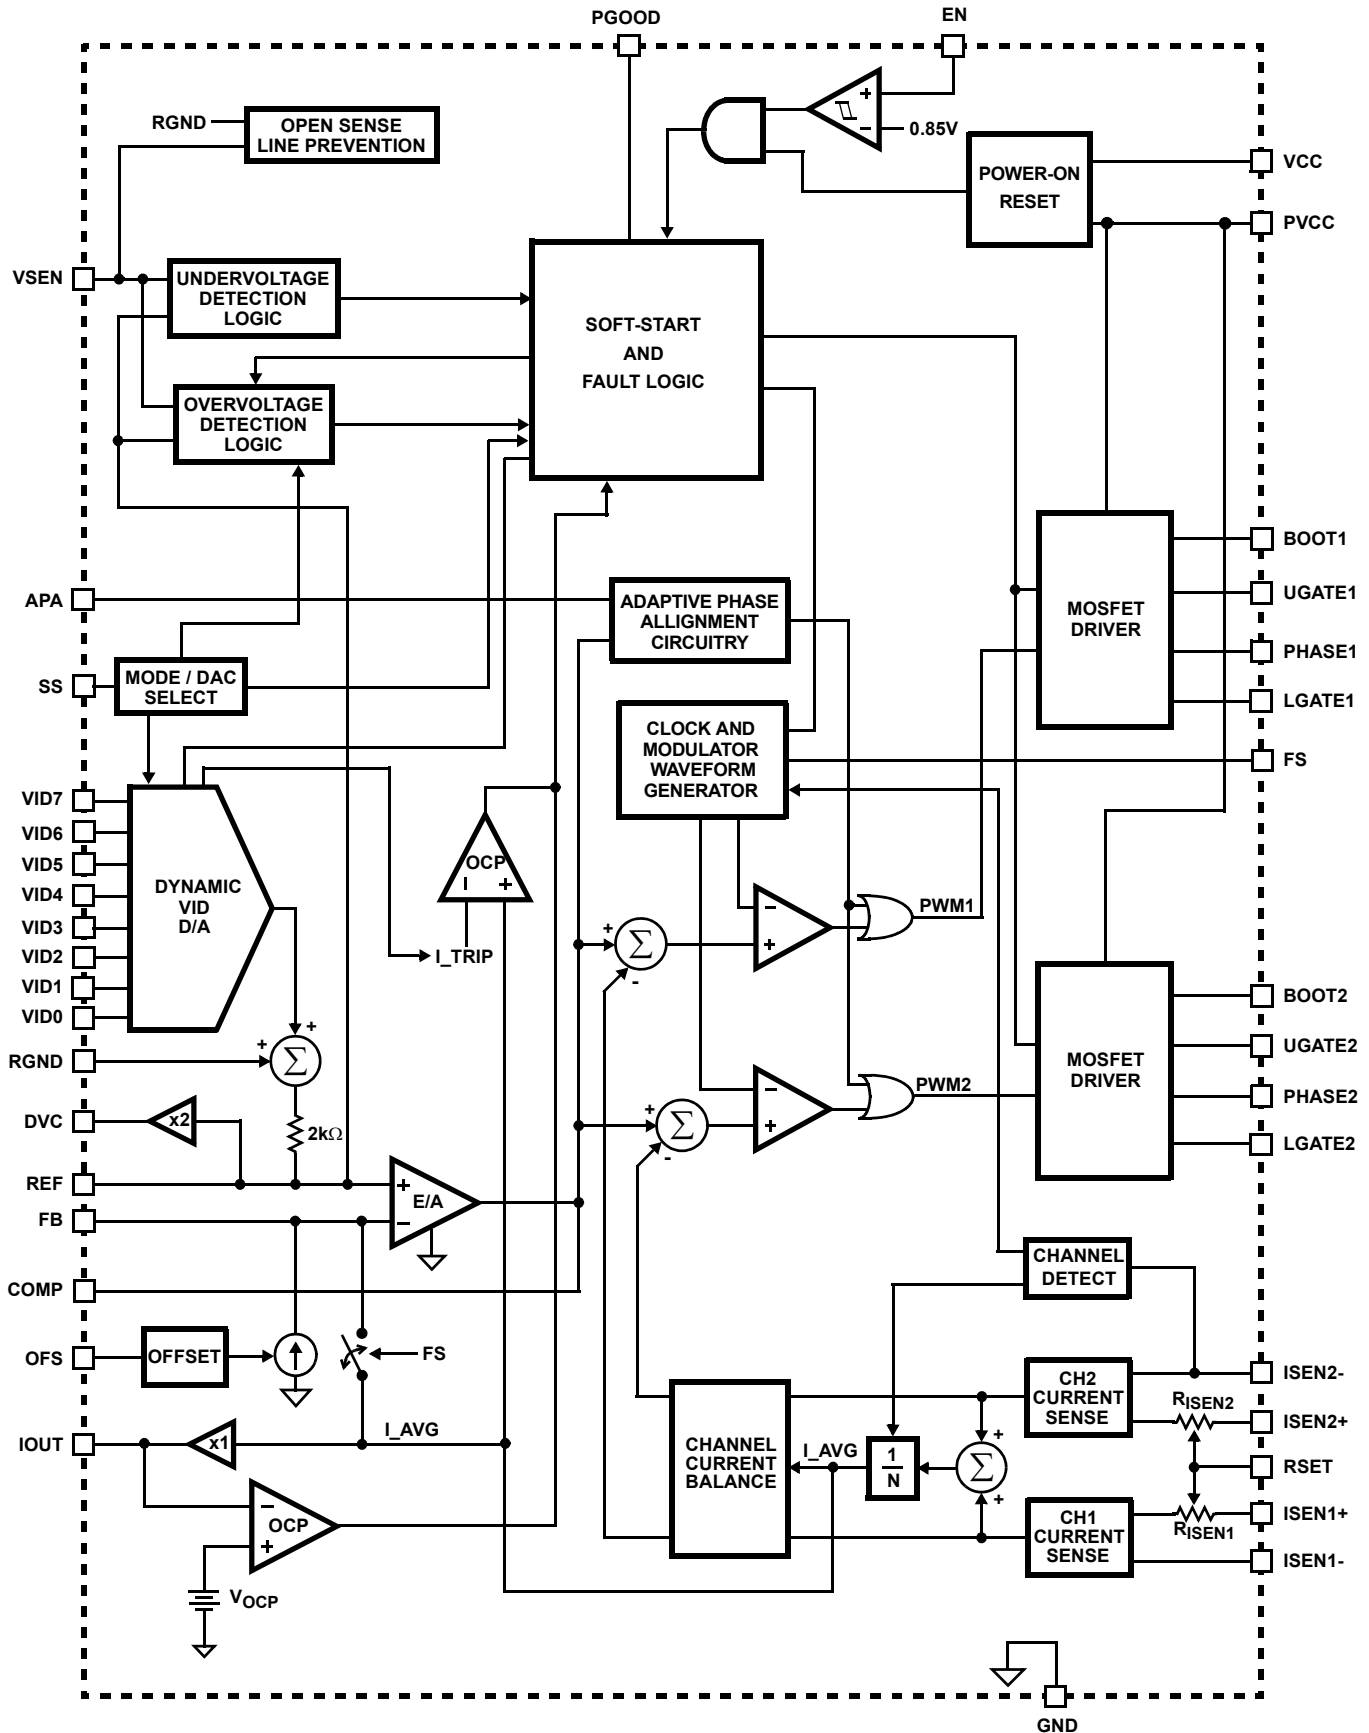 PGOOD
EN
RGND
OPEN SENSE
LINE PREVENTION
+
−
0.85V
POWER-ON
RESET
VCC
PVCC
VSEN
UNDERVOLTAGE
DETECTION
LOGIC
SOFT-START
AND
FAULT LOGIC
OVERVOLTAGE
DETECTION
LOGIC
BOOT1
UGATE1
PHASE1
LGATE1
MOSFET
DRIVER
APA
ADAPTIVE PHASE
ALLIGNMENT
CIRCUITRY
SS
MODE / DAC
SELECT
CLOCK AND
MODULATOR
WAVEFORM
GENERATOR
FS
VID7
VID6
VID5
VID4
VID3
VID2
VID1
VID0
DYNAMIC
VID
D/A
OCP
− +
I_TRIP
+
Σ
-
−
+
PWM1
RGND
+
+
Σ
2kΩ
DVC
x2
+
Σ
-
−
+
PWM2
MOSFET
DRIVER
BOOT2
UGATE2
PHASE2
LGATE2
REF
FB
+
E/A
−
COMP
CHANNEL
DETECT
OFS
OFFSET
FS
IOUT
x1
I_AVG
OCP
−
+
VOCP
CHANNEL
CURRENT
BALANCE
I_AVG
1
N
+
Σ
+
CH2
CURRENT
SENSE
RISEN2
CH1
CURRENT
SENSE
RISEN1
ISEN2-
ISEN2+
RSET
ISEN1+
ISEN1-
GND